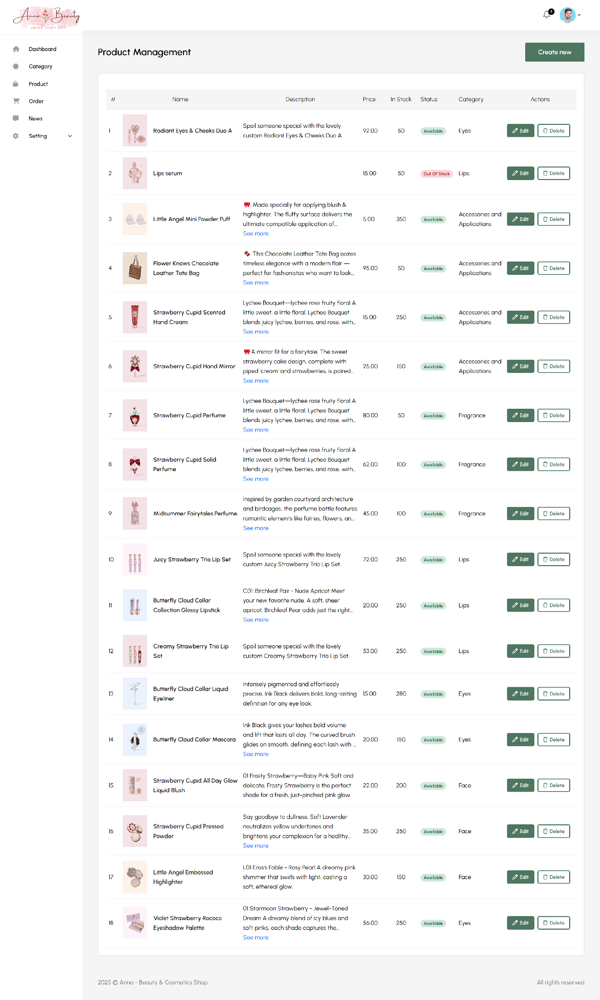 Anna Beauty
SHINE EVERY DAY
4
Dashboard
Category
Product
Order
News
Setting
Product Management
Create new
# Name Description Price In Stock Status Category Actions
1 Radiant Eyes & Cheeks Duo A Spoil someone special with the lovely 92.00 50 Available Eyes Edit Delete
custom Radiant Eyes & Cheeks Duo A
2 Lips serum 15.00 50 Out Of Stock Lips Edit Delete
🎀 Made specially for applying blush &
highlighter. The fluffy surface delivers the Accessories and
3 Little Angel Mini Powder Puff 5.00 350 Available Edit Delete
ultimate compatible application of... Applications
See more
🍫 This Chocolate Leather Tote Bag oozes
Flower Knows Chocolate timeless elegance with a modern flair — Accessories and
4 95.00 50 Available Edit Delete
Leather Tote Bag perfect for fashionistas who want to look... Applications
See more
Lychee Bouquet—lychee rose fruity floral A
Strawberry Cupid Scented little sweet, a little floral. Lychee Bouquet Accessories and
5 15.00 250 Available Edit Delete
Hand Cream blends juicy lychee, berries, and rose, with... Applications
See more
🎀 A mirror fit for a fairytale. The sweet
strawberry cake design, complete with Accessories and
6 Strawberry Cupid Hand Mirror 25.00 150 Available Edit Delete
piped 'cream' and strawberries, is paired... Applications
See more
Lychee Bouquet—lychee rose fruity floral A
little sweet, a little floral. Lychee Bouquet
7 Strawberry Cupid Perfume 80.00 50 Available Fragrance Edit Delete
blends juicy lychee, berries, and rose, with...
See more
Lychee Bouquet—lychee rose fruity floral A
Strawberry Cupid Solid little sweet, a little floral. Lychee Bouquet
8 62.00 100 Available Fragrance Edit Delete
Perfume blends juicy lychee, berries, and rose, with...
See more
Inspired by garden courtyard architecture
and birdcages, the perfume bottle features
9 Midsummer Fairytales Perfume 45.00 100 Available Fragrance Edit Delete
romantic elements like fairies, flowers, an...
See more
Spoil someone special with the lovely
10 Juicy Strawberry Trio Lip Set 72.00 250 Available Lips Edit Delete
custom Juicy Strawberry Trio Lip Set.
C01: Birchleaf Pair - Nude Apricot Meet
Butterfly Cloud Collar your new favorite nude. A soft, sheer
11 20.00 250 Available Lips Edit Delete
Collection Glossy Lipstick apricot, Birchleaf Pear adds just the right...
See more
Creamy Strawberry Trio Lip Spoil someone special with the lovely
12 53.00 250 Available Lips Edit Delete
Set custom Creamy Strawberry Trio Lip Set.
Butterfly Cloud Collar Liquid Intensely pigmented and effortlessly
13 precise, Ink Black delivers bold, long-lasting 15.00 280 Available Eyes Edit Delete
Eyeliner definition for any eye look.
Ink Black gives your lashes bold volume
and lift that lasts all day. The curved brush
14 Butterfly Cloud Collar Mascara 20.00 150 Available Eyes Edit Delete
glides on smooth, defining each lash with ...
See more
Strawberry Cupid All Day Glow 01 Frosty Strawberry—Baby Pink Soft and
15 delicate, Frosty Strawberry is the perfect 22.00 200 Available Face Edit Delete
Liquid Blush shade for a fresh, just-pinched pink glow.
Say goodbye to dullness. Soft Lavender
Strawberry Cupid Pressed neutralizes yellow undertones and
16 35.00 250 Available Face Edit Delete
Powder brightens your complexion for a healthy...
See more
Little Angel Embossed L01 Eros's Fable - Rosy Pearl A dreamy pink
17 shimmer that swirls with light, casting a 30.00 150 Available Face Edit Delete
Highlighter soft, ethereal glow.
01 Starmoon Strawberry - Jewel-Toned
Violet Strawberry Rococo Dream A dreamy blend of icy blues and
18 56.00 250 Available Eyes Edit Delete
Eyeshadow Palette soft pinks, each shade captures the...
See more
2025 © Anna - Beauty & Cosmetics Shop. All rights reserved